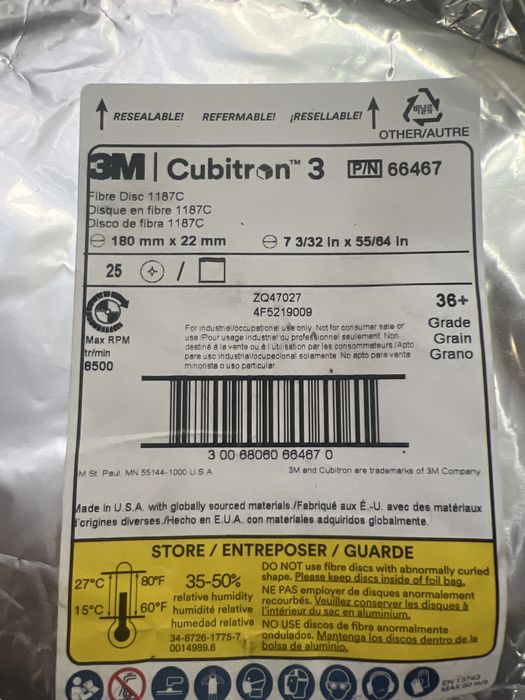 RESEALABLE! REFERMABLE! ¡RESELLABLE!
비닐류
OTHER/AUTRE
3M | Cubitron™ 3 P/N 66467
Fibre Disc 1187C
Disque en fibre 1187C
Disco de fibra 1187C
180 mm x 22 mm 7 3/32 in x 55/64 in
25 /
ZQ47027
4F5219009
36+
Grade
Grain
Grano
Max RPM
tr/min
8500
For industrial/occupational use only. Not for consumer sale or
use./Pour usage industriel ou professionnel seulement. Non
destiné à la vente ou à l'utilisation par les consommateurs./Apto
para uso industrial/ocupacional solamente. No apto para venta
minorista o uso particular.
3 00 68060 66467 0
M St. Paul, MN 55144-1000 U.S.A.
3M and Cubitron are trademarks of 3M Company
Made in U.S.A. with globally sourced materials./Fabriqué aux É.-U. avec des matériaux
d'origines diverses./Hecho en E.U.A. con materiales adquiridos globalmente.
STORE / ENTREPOSER / GUARDE
27°C 80°F
15°C 60°F
35-50%
relative humidity
humidité relative
humedad relative
34-8726-1775-7
0014989.6
DO NOT use fibre discs with abnormally curled
shape. Please keep discs inside of foil bag.
NE PAS employer de disques anormalement
recourbés. Veuillez conserver les disques à
l'intérieur du sac en aluminium.
NO USE discos de fibra anormalmente
ondulados. Mantenga los discos dentro de la
bolsa de aluminio.
EN 13743
MAX 80 m/s